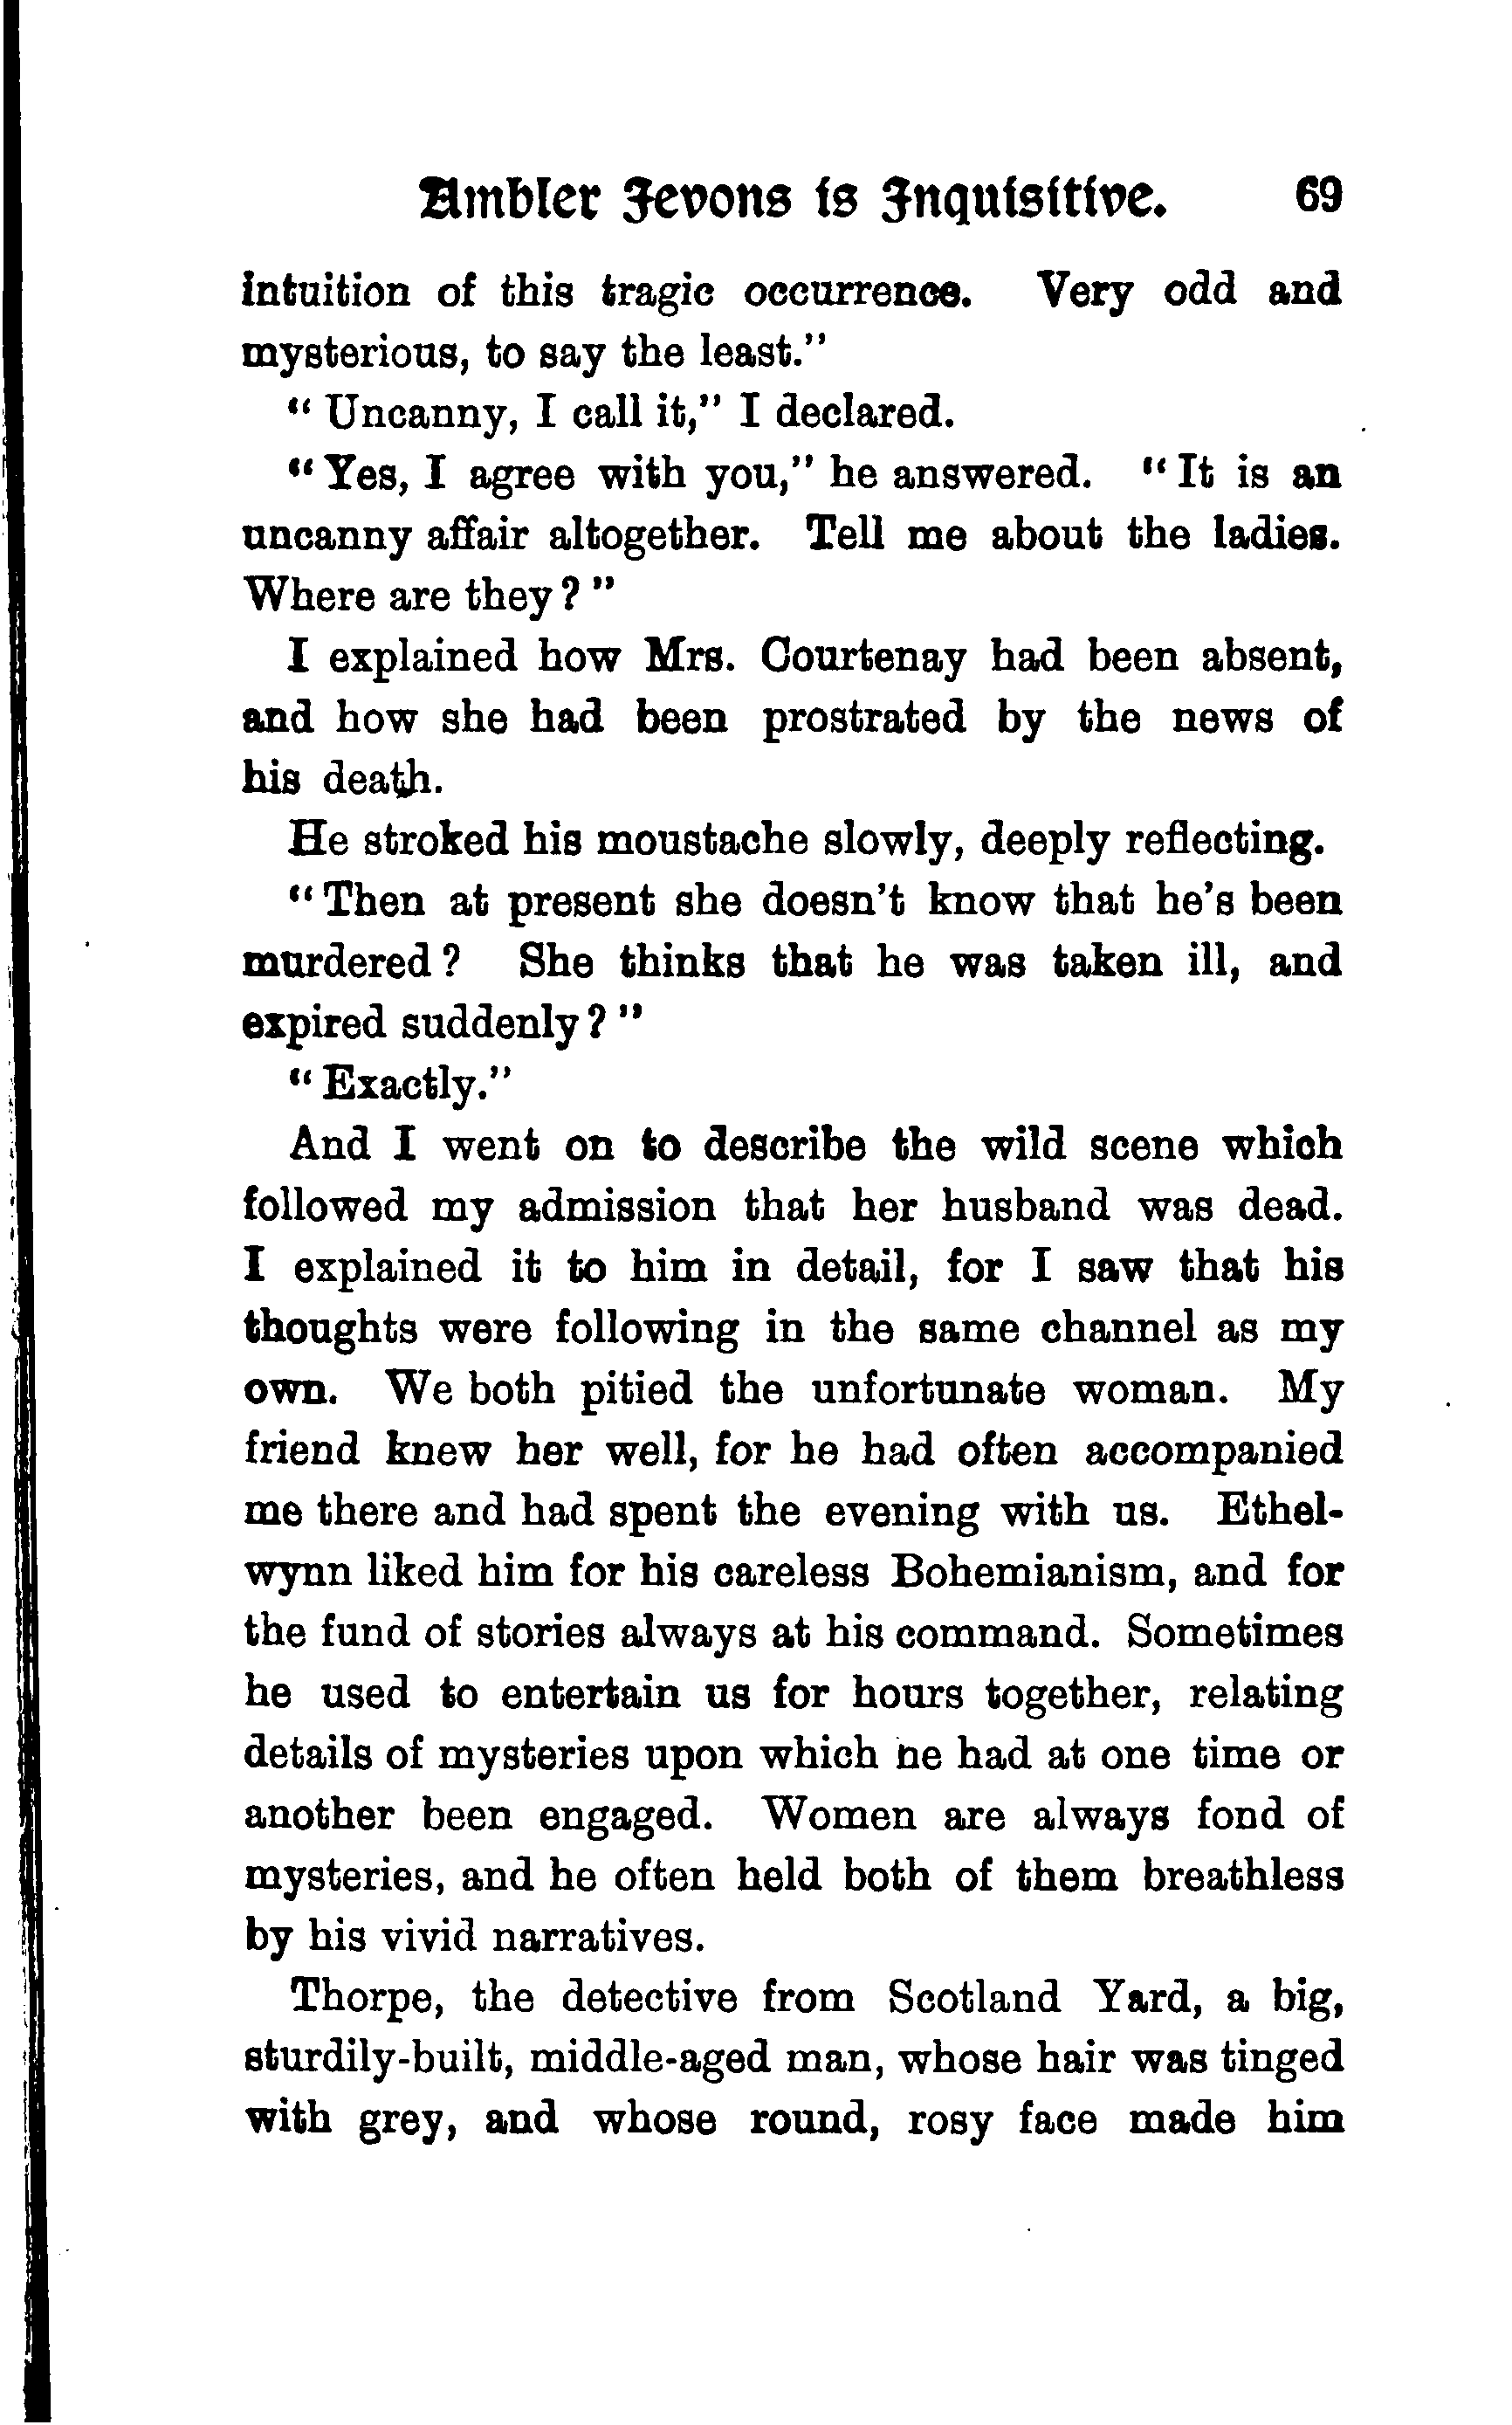 Ambler Jevons is Inquisitive. 69
intuition of this tragic occurrence. Very odd and
mysterious, to say the least."
"Uncanny, I call it," I declared.
"Yes, I agree with you," he answered. "It is an
uncanny affair altogether. Tell me about the ladies.
Where are they?"
I explained how Mrs. Courtenay had been absent,
and how she had been prostrated by the news of
his death.
He stroked his moustache slowly, deeply reflecting.
"Then at present she doesn't know that he's been
murdered? She thinks that he was taken ill, and
expired suddenly?"
"Exactly."
And I went on to describe the wild scene which
followed my admission that her husband was dead.
I explained it to him in detail, for I saw that his
thoughts were following in the same channel as my
own. We both pitied the unfortunate woman. My
friend knew her well, for he had often accompanied
me there and had spent the evening with us. Ethel-
wynn liked him for his careless Bohemianism, and for
the fund of stories always at his command. Sometimes
he used to entertain us for hours together, relating
details of mysteries upon which he had at one time or
another been engaged. Women are always fond of
mysteries, and he often held both of them breathless
by his vivid narratives.
Thorpe, the detective from Scotland Yard, a big,
sturdily-built, middle-aged man, whose hair was tinged
with grey, and whose round, rosy face made him